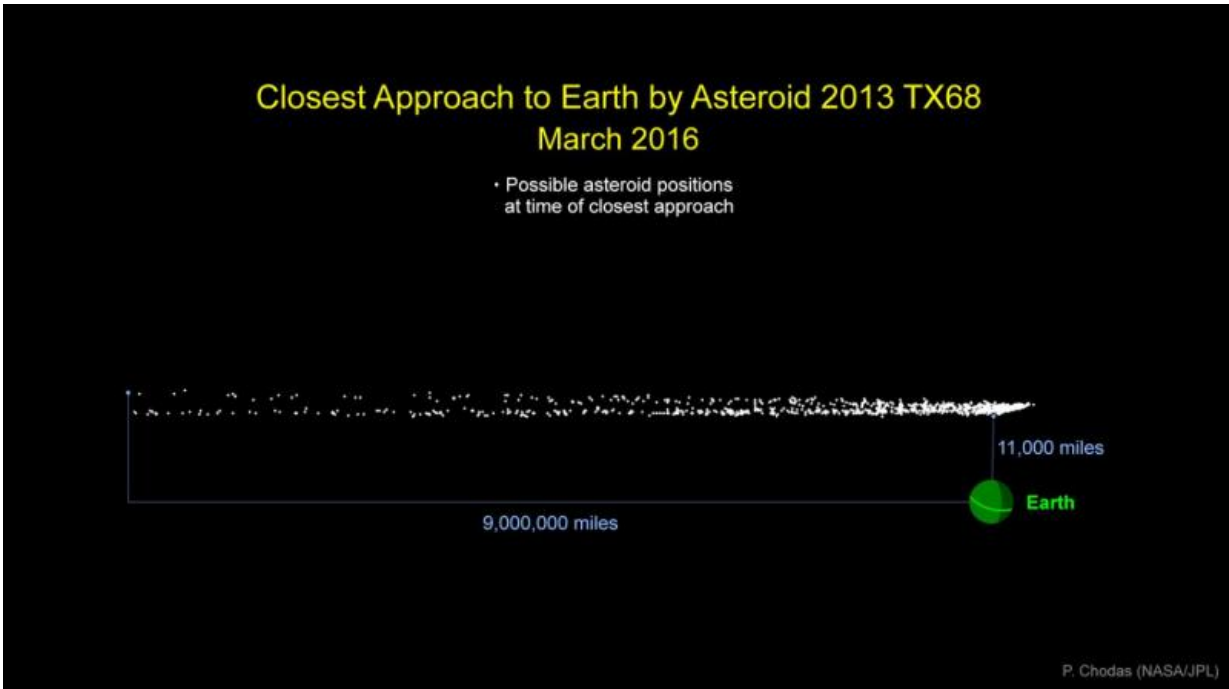 Closest Approach to Earth by Asteroid 2013 TX68
March 2016
• Possible asteroid positions
at time of closest approach
11,000 miles
Earth
9,000,000 miles
P. Chodas (NASA/JPL)